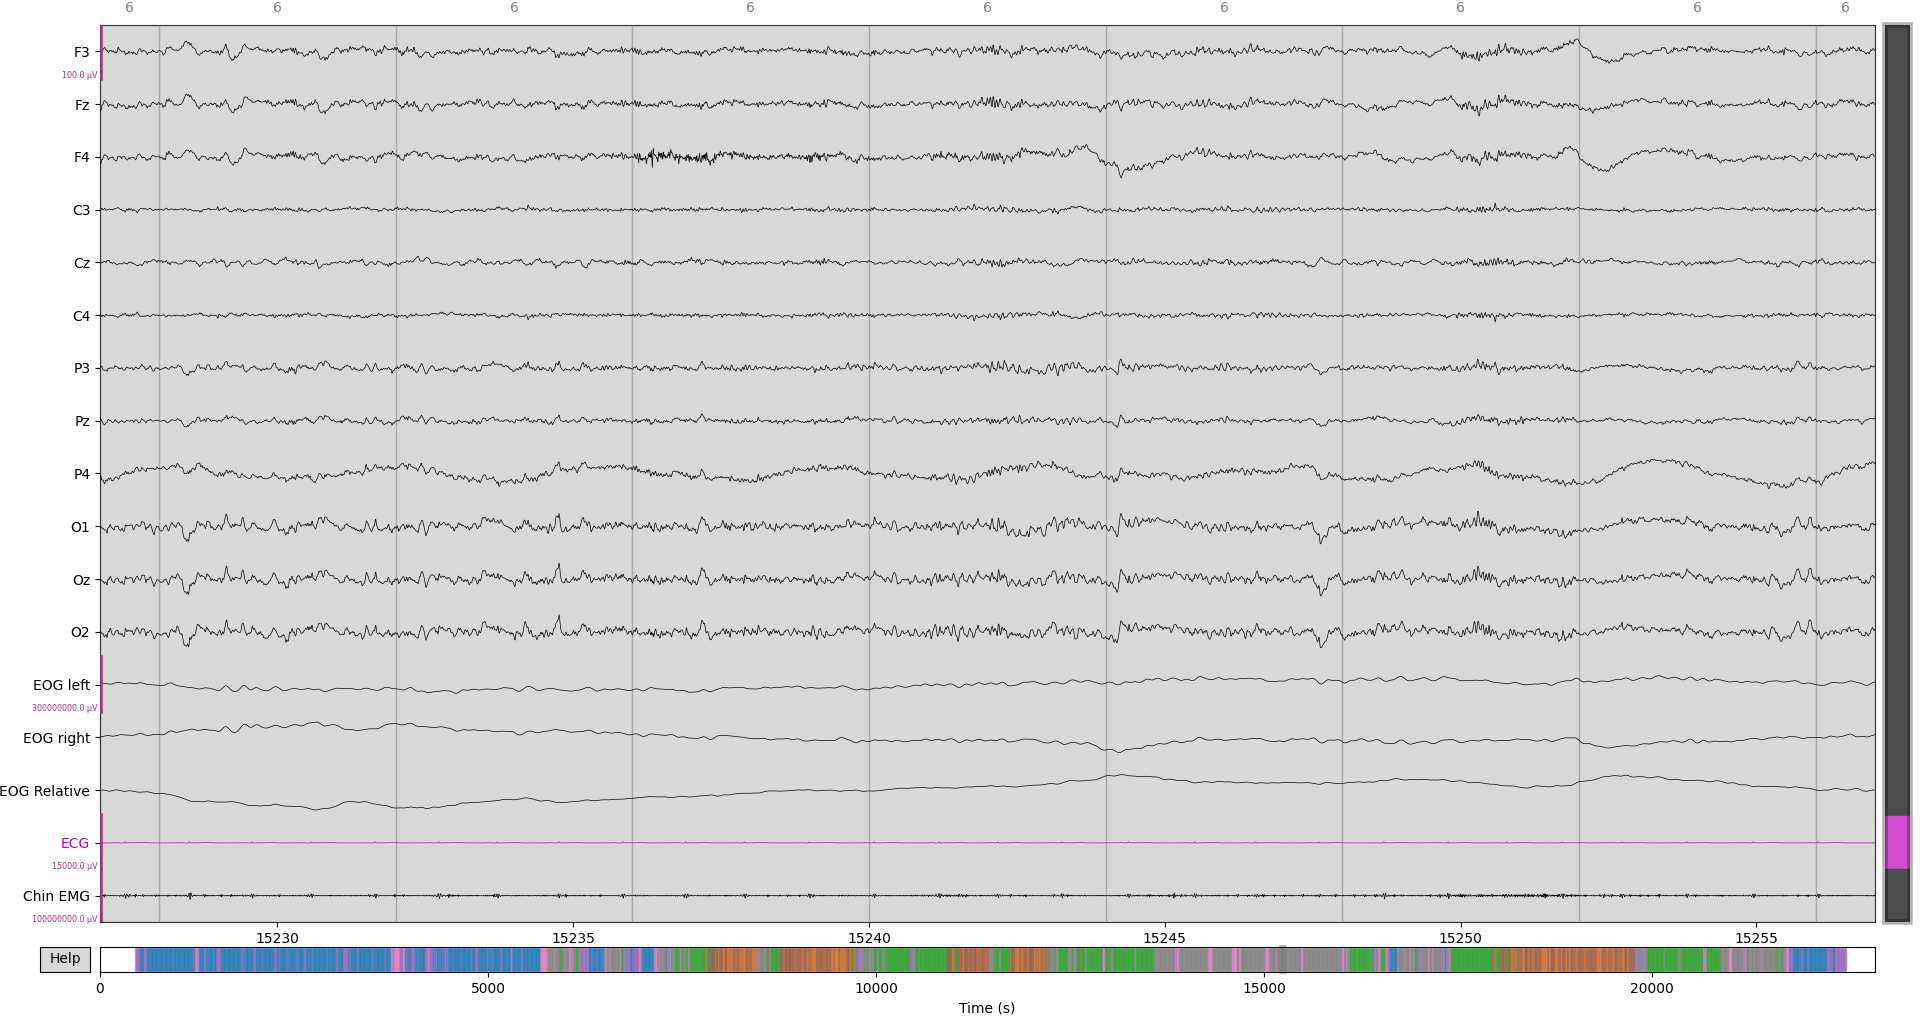 6 6 6 6 6 6 6 6
F3
100.0 µV
Fz
F4
C3
Cz
C4
P3
Pz
P4
O1
Oz
O2
EOG left
300000000.0 µV
EOG right
EOG Relative
ECG
15000.0 µV
Chin EMG
100000000.0 µV
15230 15235 15240 15245 15250 15255
Help
0 5000 10000 15000 20000
Time (s)